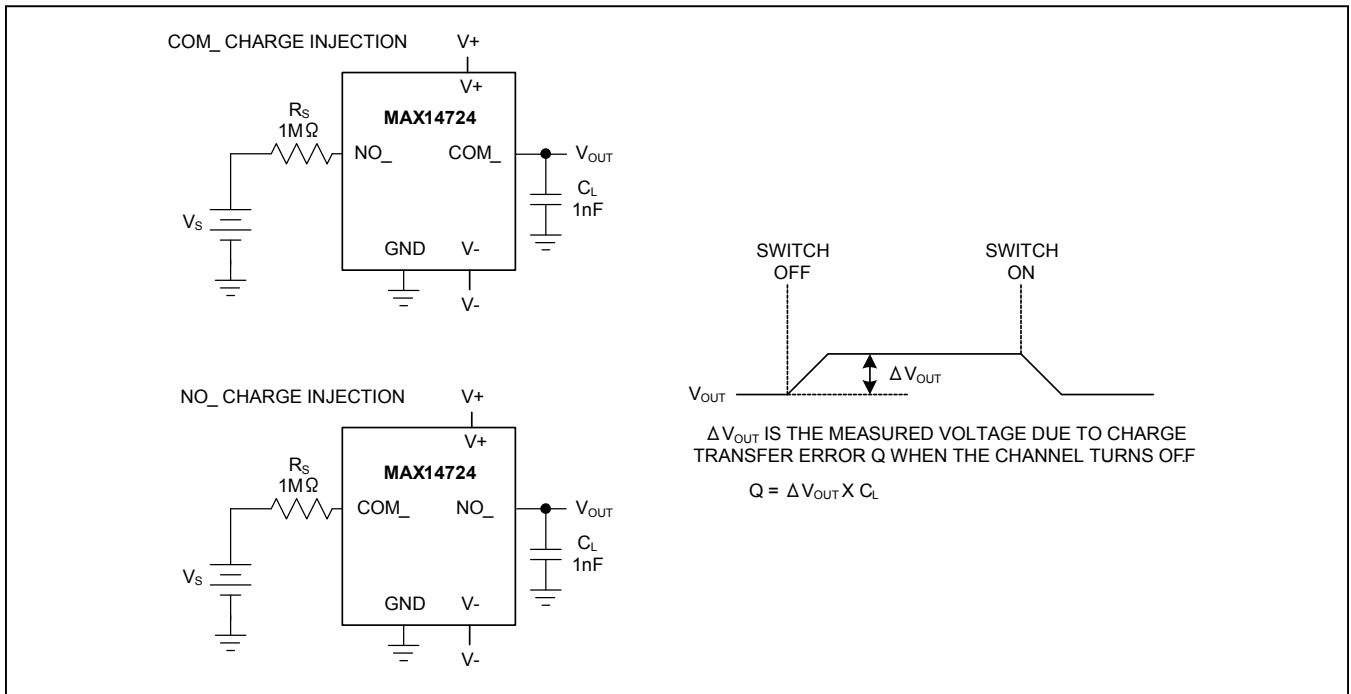 COM_ CHARGE INJECTION
V+
V+
MAX14724
RS
1MΩ
NO_
COM_
VOUT
CL
1nF
VS
GND
V-
V-
NO_ CHARGE INJECTION
V+
V+
MAX14724
RS
1MΩ
COM_
NO_
VOUT
CL
1nF
VS
GND
V-
V-
SWITCH
OFF
SWITCH
ON
ΔVOUT
VOUT
ΔVOUT IS THE MEASURED VOLTAGE DUE TO CHARGE
TRANSFER ERROR Q WHEN THE CHANNEL TURNS OF.F
Q = ΔVOUT X CL